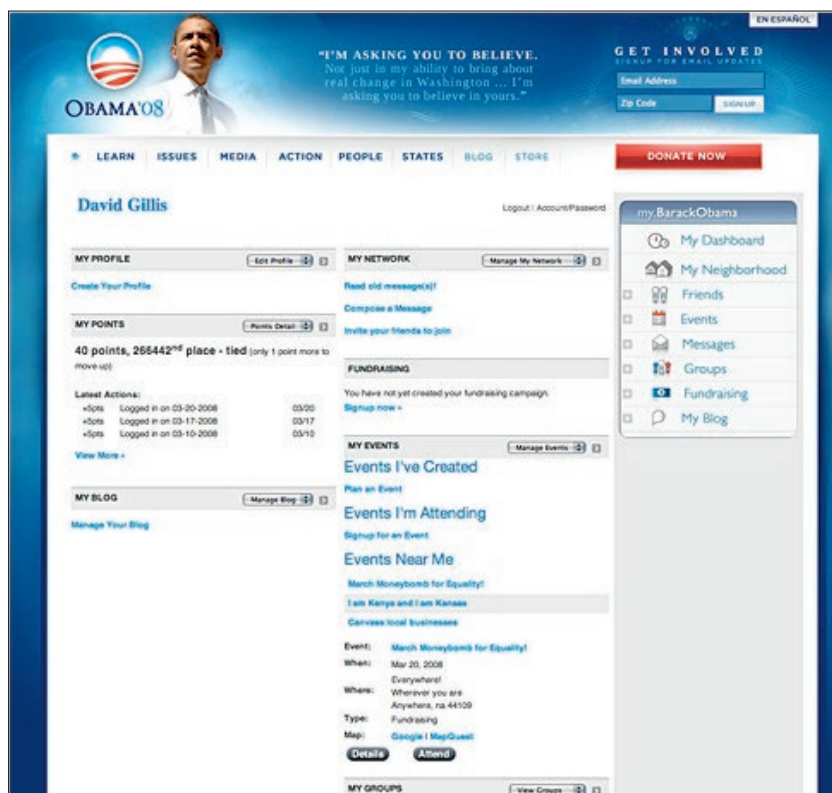 EN ESPAÑOL
OBAMA'08
"I'M ASKING YOU TO BELIEVE.
Not just in my ability to bring about
real change in Washington ... I'm
asking you to believe in yours."
GET INVOLVED
SIGNUP FOR EMAIL UPDATES
Email Address
Zip Code
SIGN UP
LEARN ISSUES MEDIA ACTION PEOPLE STATES BLOG STORE
DONATE NOW
David Gillis
Logout | Account/Password
MY PROFILE
Edit Profile
Create Your Profile
MY POINTS
Points Detail
40 points, 266442nd place - tied (only 1 point more to
move up)
Latest Actions:
+5pts Logged in on 03-20-2008 03/20
+5pts Logged in on 03-17-2008 03/17
+5pts Logged in on 03-10-2008 03/10
View More »
MY BLOG
Manage Blog
Manage Your Blog
MY NETWORK
Manage My Network
Read old message(s)!
Compose a Message
Invite your friends to join
FUNDRAISING
You have not yet created your fundraising campaign.
Signup now »
MY EVENTS
Manage Events
Events I've Created
Plan an Event
Events I'm Attending
Signup for an Event
Events Near Me
March Moneybomb for Equality!
I am Kenya and I am Kansas
Canvass local businesses
Event: March Moneybomb for Equality!
When: Mar 20, 2008
Where: Everywhere!
Wherever you are
Anywhere, na 44109
Type: Fundraising
Map: Google | MapQuest
Details Attend
MY GROUPS
View Groups
my.BarackObama
My Dashboard
My Neighborhood
Friends
Events
Messages
Groups
Fundraising
My Blog